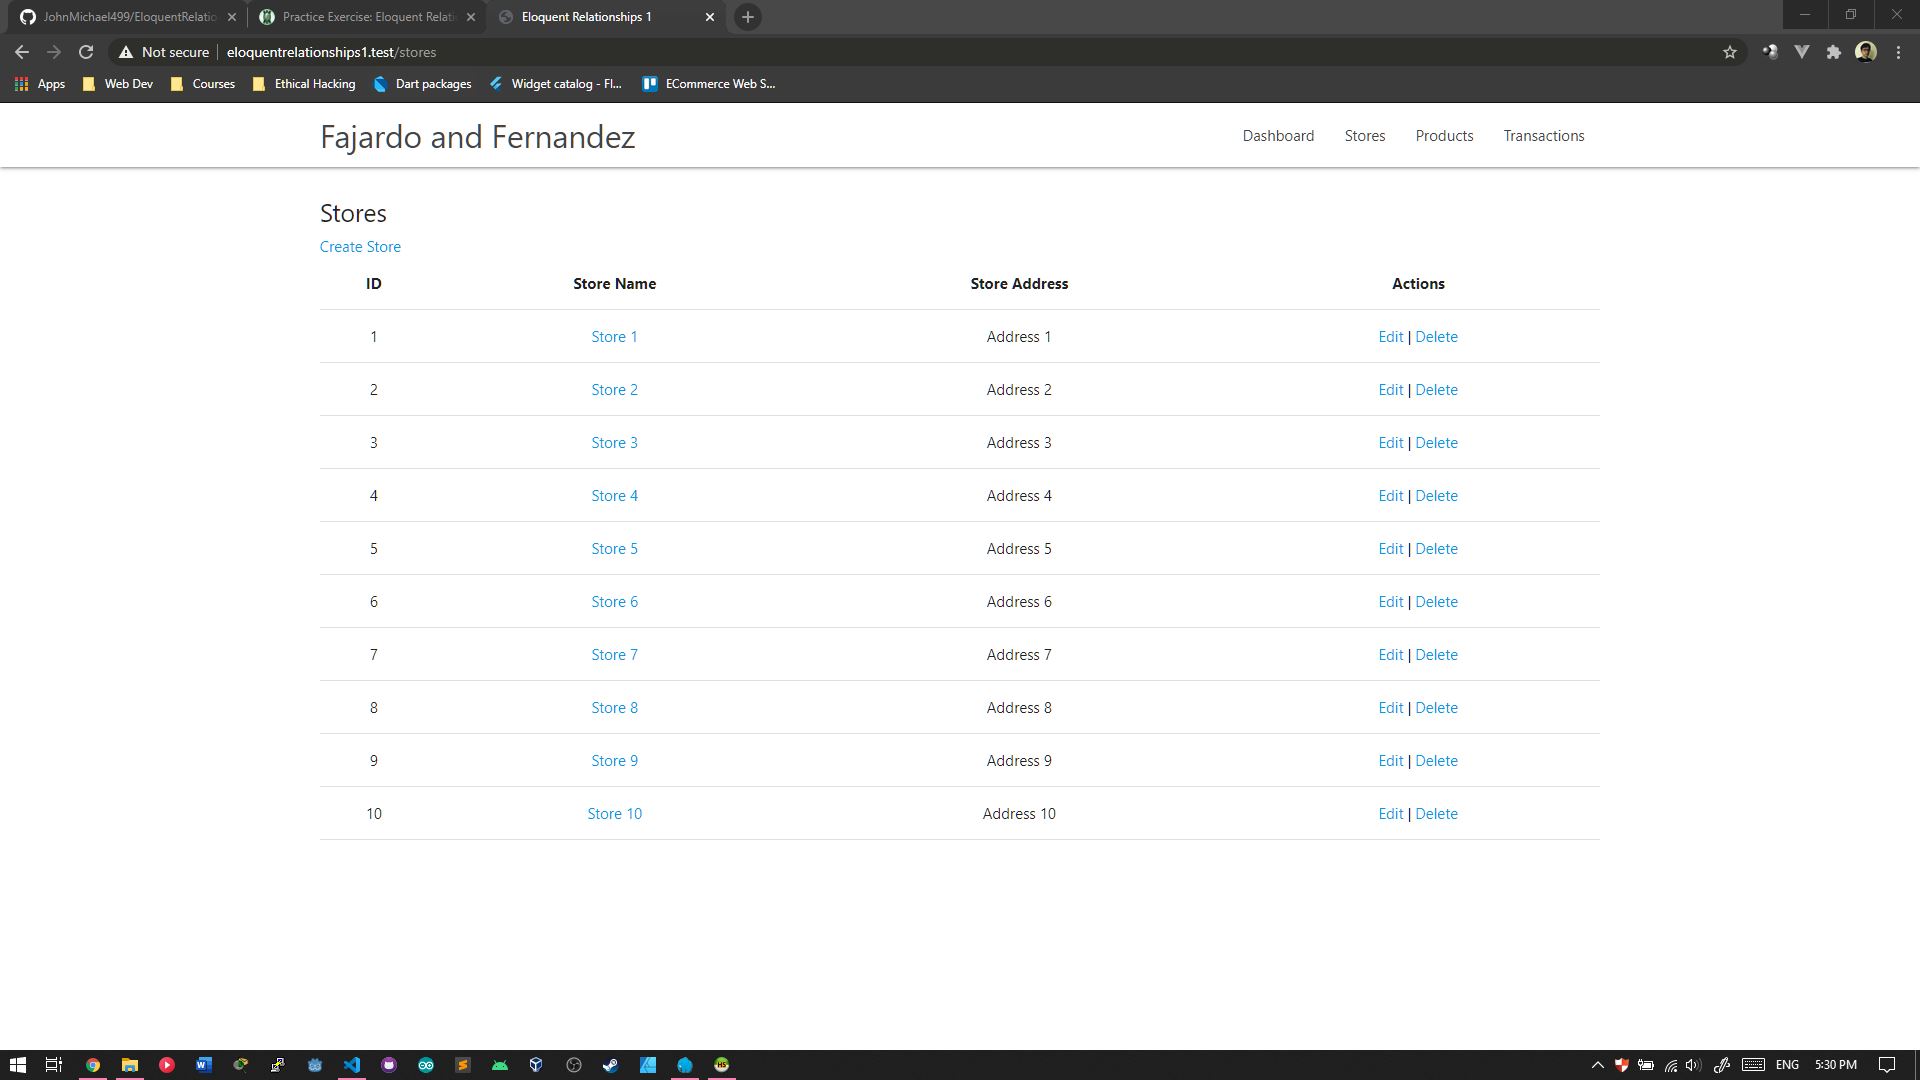 JohnMichael499/EloquentRelatio
Practice Exercise: Eloquent Relati
Eloquent Relationships 1
Not secure
eloquentrelationships1.test/stores
Apps
Web Dev
Courses
Ethical Hacking
Dart packages
Widget catalog - Fl...
ECommerce Web S...
Fajardo and Fernandez
Dashboard
Stores
Products
Transactions
Stores
Create Store
ID Store Name Store Address Actions
1 Store 1 Address 1 Edit | Delete
2 Store 2 Address 2 Edit | Delete
3 Store 3 Address 3 Edit | Delete
4 Store 4 Address 4 Edit | Delete
5 Store 5 Address 5 Edit | Delete
6 Store 6 Address 6 Edit | Delete
7 Store 7 Address 7 Edit | Delete
8 Store 8 Address 8 Edit | Delete
9 Store 9 Address 9 Edit | Delete
10 Store 10 Address 10 Edit | Delete
ENG
5:30 PM